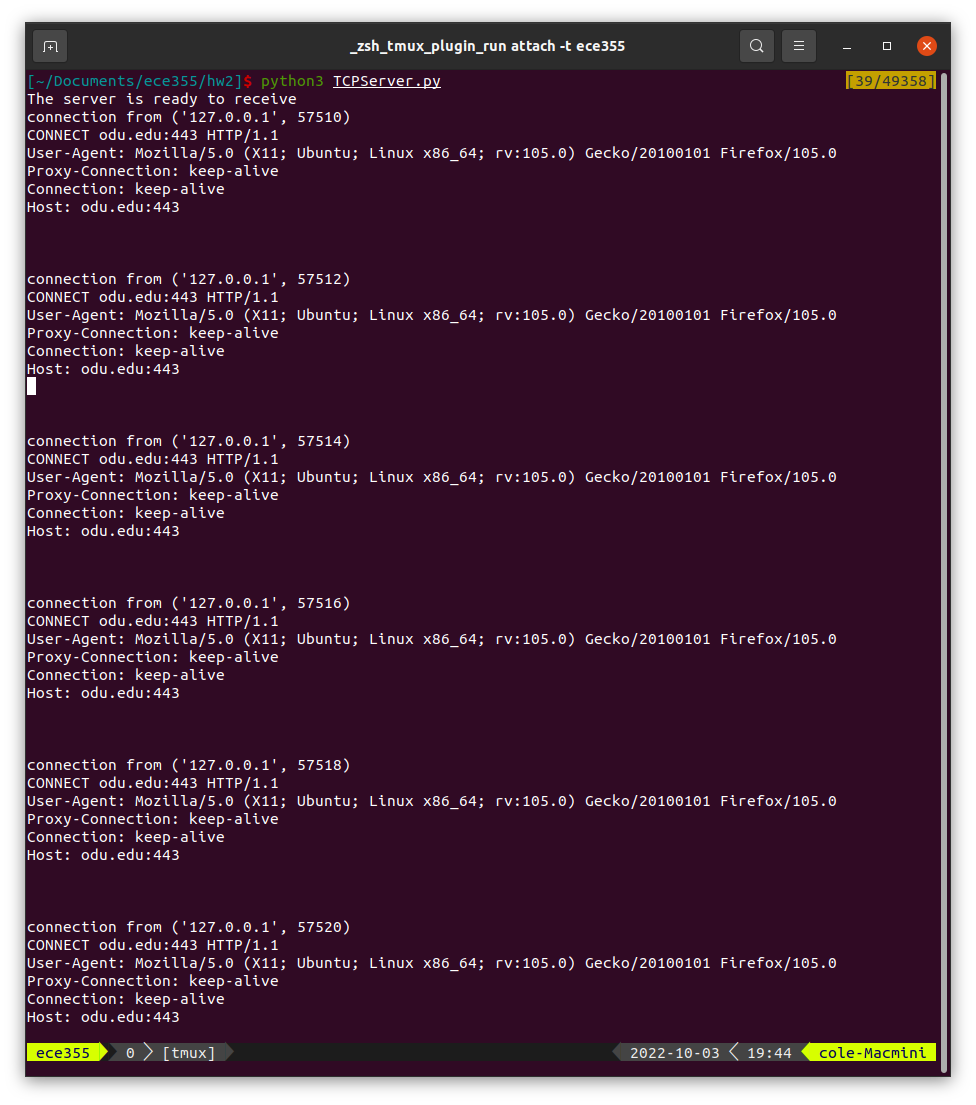 _zsh_tmux_plugin_run attach -t ece355
[~/Documents/ece355/hw2]$ python3 TCPServer.py [39/49358]
The server is ready to receive
connection from ('127.0.0.1', 57510)
CONNECT odu.edu:443 HTTP/1.1
User-Agent: Mozilla/5.0 (X11; Ubuntu; Linux x86_64; rv:105.0) Gecko/20100101 Firefox/105.0
Proxy-Connection: keep-alive
Connection: keep-alive
Host: odu.edu:443
connection from ('127.0.0.1', 57512)
CONNECT odu.edu:443 HTTP/1.1
User-Agent: Mozilla/5.0 (X11; Ubuntu; Linux x86_64; rv:105.0) Gecko/20100101 Firefox/105.0
Proxy-Connection: keep-alive
Connection: keep-alive
Host: odu.edu:443
connection from ('127.0.0.1', 57514)
CONNECT odu.edu:443 HTTP/1.1
User-Agent: Mozilla/5.0 (X11; Ubuntu; Linux x86_64; rv:105.0) Gecko/20100101 Firefox/105.0
Proxy-Connection: keep-alive
Connection: keep-alive
Host: odu.edu:443
connection from ('127.0.0.1', 57516)
CONNECT odu.edu:443 HTTP/1.1
User-Agent: Mozilla/5.0 (X11; Ubuntu; Linux x86_64; rv:105.0) Gecko/20100101 Firefox/105.0
Proxy-Connection: keep-alive
Connection: keep-alive
Host: odu.edu:443
connection from ('127.0.0.1', 57518)
CONNECT odu.edu:443 HTTP/1.1
User-Agent: Mozilla/5.0 (X11; Ubuntu; Linux x86_64; rv:105.0) Gecko/20100101 Firefox/105.0
Proxy-Connection: keep-alive
Connection: keep-alive
Host: odu.edu:443
connection from ('127.0.0.1', 57520)
CONNECT odu.edu:443 HTTP/1.1
User-Agent: Mozilla/5.0 (X11; Ubuntu; Linux x86_64; rv:105.0) Gecko/20100101 Firefox/105.0
Proxy-Connection: keep-alive
Connection: keep-alive
Host: odu.edu:443
ece355 0 [tmux] 2022-10-03 19:44 cole-Macmini